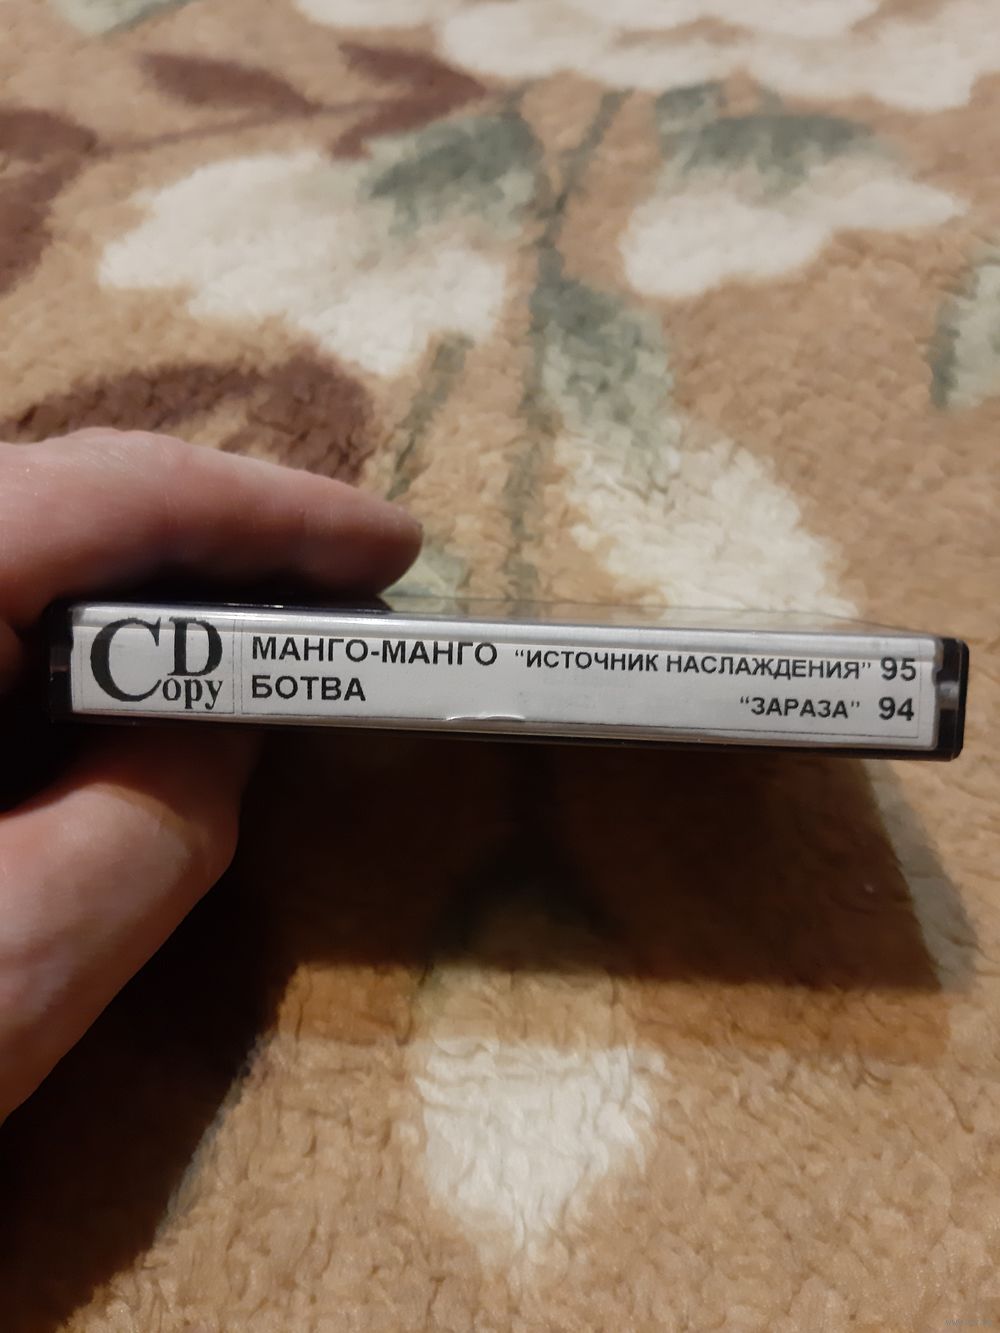 CD Copy
МАНГО-МАНГО "ИСТОЧНИК НАСЛАЖДЕНИЯ" 95
БОТВА "ЗАРАЗА" 94